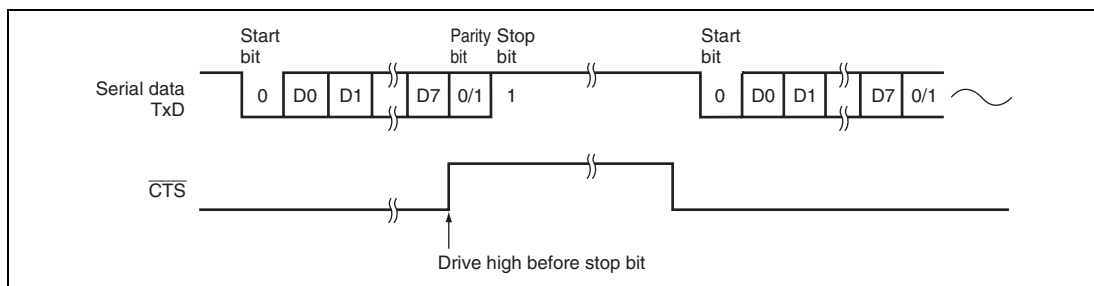 Start bit
Parity bit
Stop bit
Start bit
Serial data TxD
0 D0 D1 D7 0/1 1 0 D0 D1 D7 0/1
CTS
Drive high before stop bit